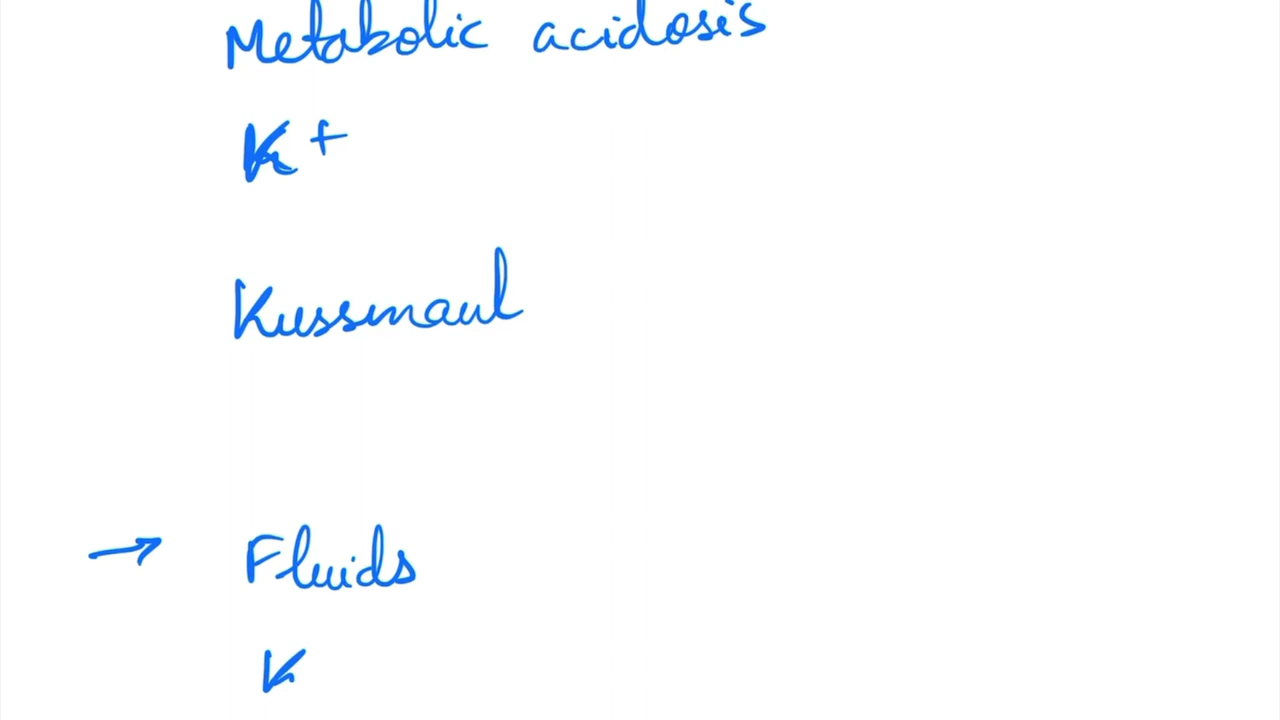 Metabolic acidosis
K+
Kussmaul
→ Fluids
K